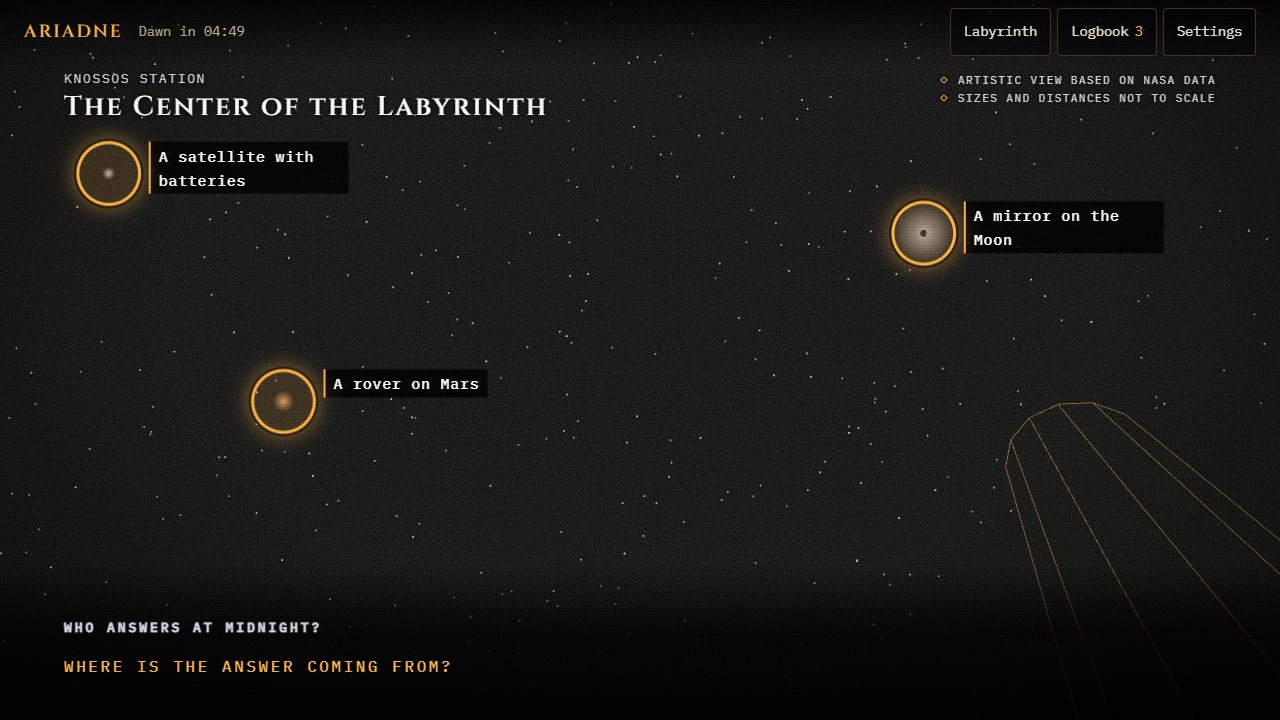 ARIADNE Dawn in 04:49 Labyrinth Logbook 3 Settings
KNOSSOS STATION
THE CENTER OF THE LABYRINTH
◇ ARTISTIC VIEW BASED ON NASA DATA
◇ SIZES AND DISTANCES NOT TO SCALE
A satellite with
batteries
A mirror on the
Moon
A rover on Mars
WHO ANSWERS AT MIDNIGHT?
WHERE IS THE ANSWER COMING FROM?